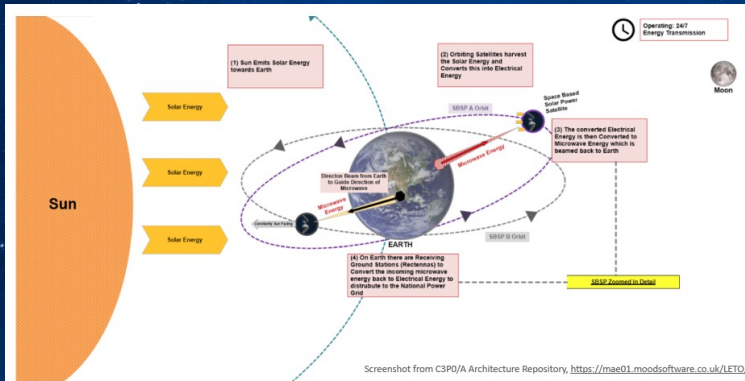 Operating: 24/7
Energy Transmission
(1) Sun Emits Solar Energy
towards Earth
(2) Orbiting Satellites harvest
the Solar Energy and
Converts this into Electrical
Energy
Moon
Solar Energy
SBSP A Orbit
Space Based
Solar Power
Satellite
(3) The converted Electrical
Energy is then Converted to
Microwave Energy which is
beamed back to Earth
Microwave Energy
Solar Energy
Direction Beam from Earth
to Guide Direction of
Microwave
Sun
Microwave
Energy
Constantly Sun Facing
Solar Energy
SBSP B Orbit
EARTH
(4) On Earth there are Receiving
Ground Stations (Rectennas) to
Convert the incoming microwave
energy back to Electrical Energy to
distrubute to the National Power
Grid
SBSP Zoomed In Detail
Screenshot from C3P0/A Architecture Repository, https://mae01.moodsoftware.co.uk/LETO/